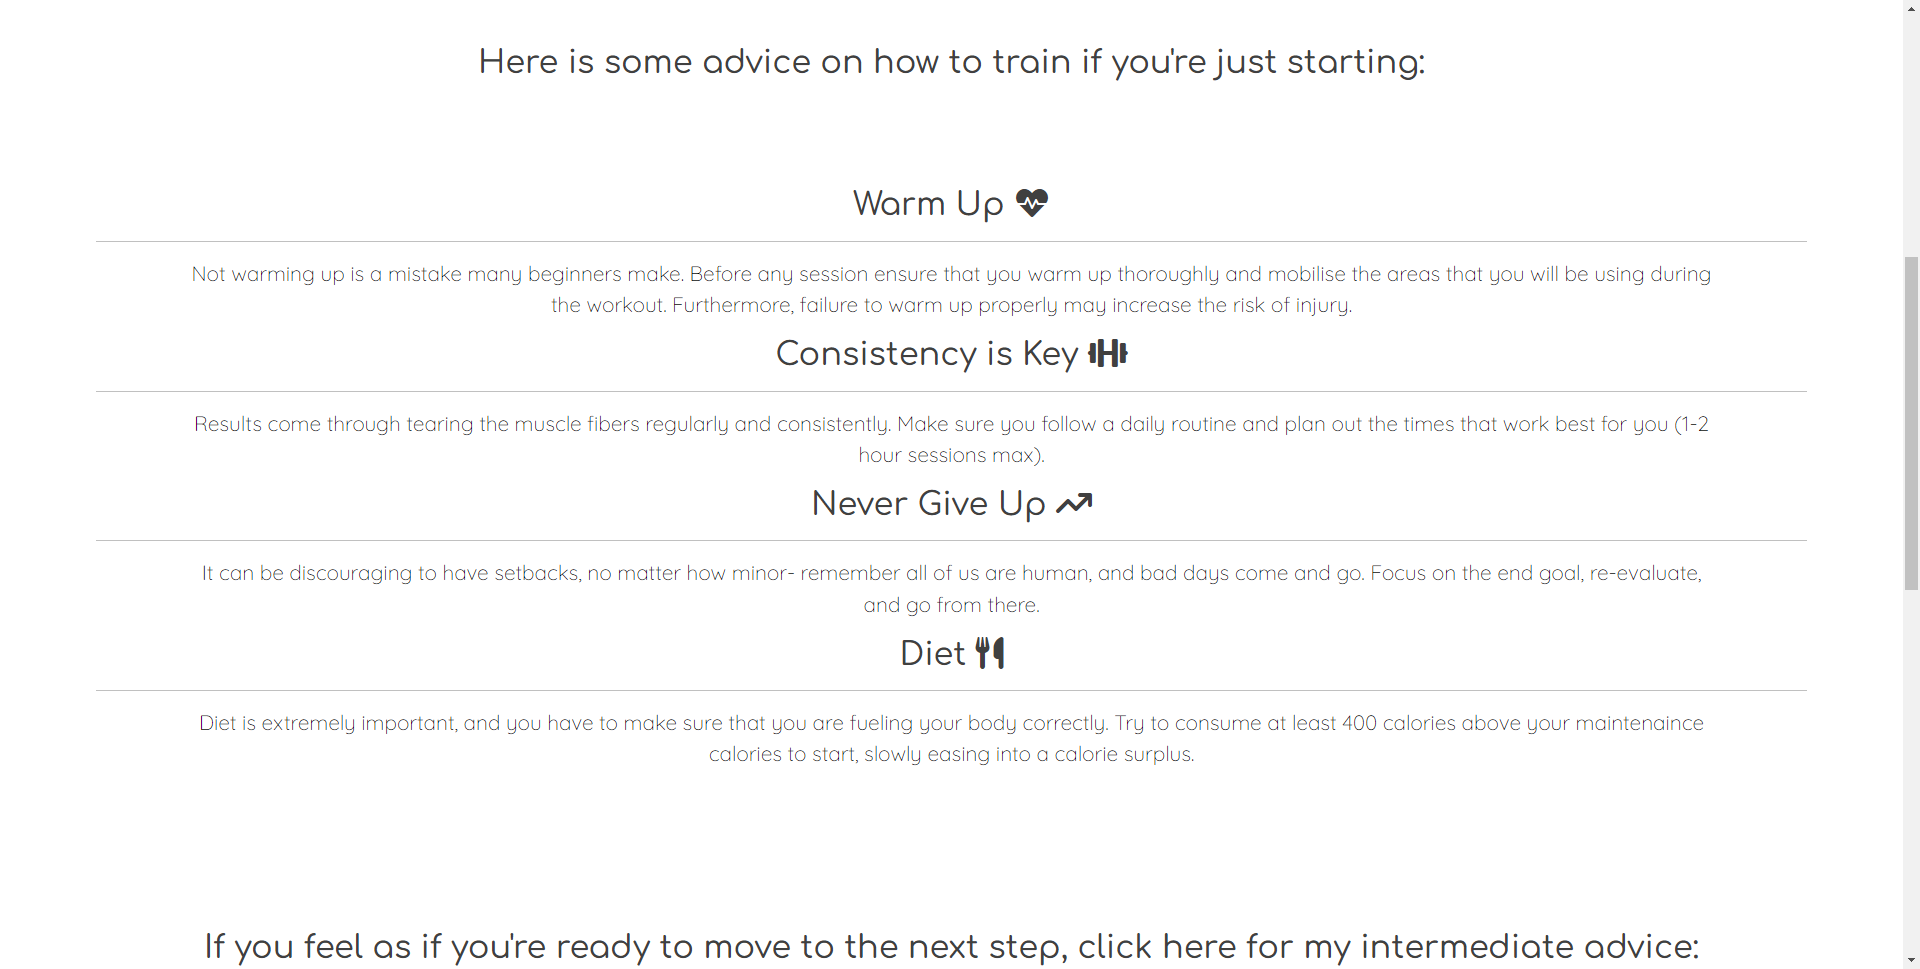 Here is some advice on how to train if you're just starting:
Warm Up
Not warming up is a mistake many beginners make. Before any session ensure that you warm up thoroughly and mobilise the areas that you will be using during
the workout. Furthermore, failure to warm up properly may increase the risk of injury.
Consistency is Key
Results come through tearing the muscle fibers regularly and consistently. Make sure you follow a daily routine and plan out the times that work best for you (1-2
hour sessions max).
Never Give Up
It can be discouraging to have setbacks, no matter how minor- remember all of us are human, and bad days come and go. Focus on the end goal, re-evaluate,
and go from there.
Diet
Diet is extremely important, and you have to make sure that you are fueling your body correctly. Try to consume at least 400 calories above your maintenaince
calories to start, slowly easing into a calorie surplus.
If you feel as if you're ready to move to the next step, click here for my intermediate advice: